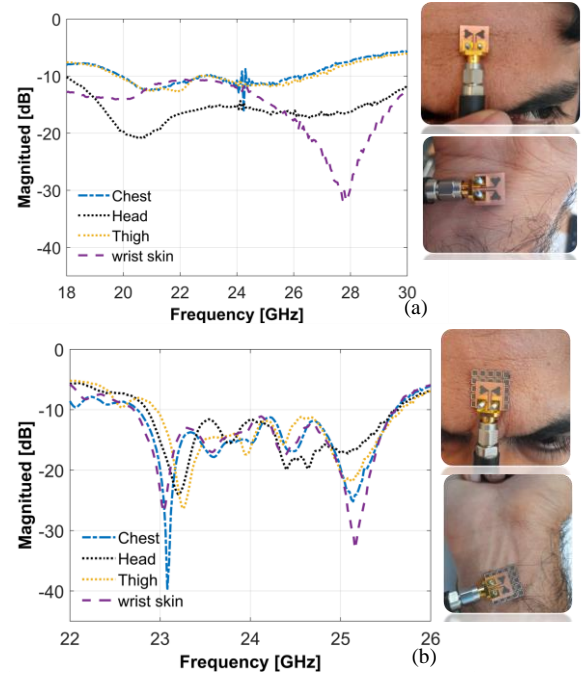 0
-10
-20
-30
-40
Magnitued [dB]
Chest
Head
Thigh
wrist skin
18 20 22 24 26 28 30
Frequency [GHz]
(a)
0
-10
-20
-30
-40
Magnitued [dB]
Chest
Head
Thigh
wrist skin
22 23 24 25 26
Frequency [GHz]
(b)